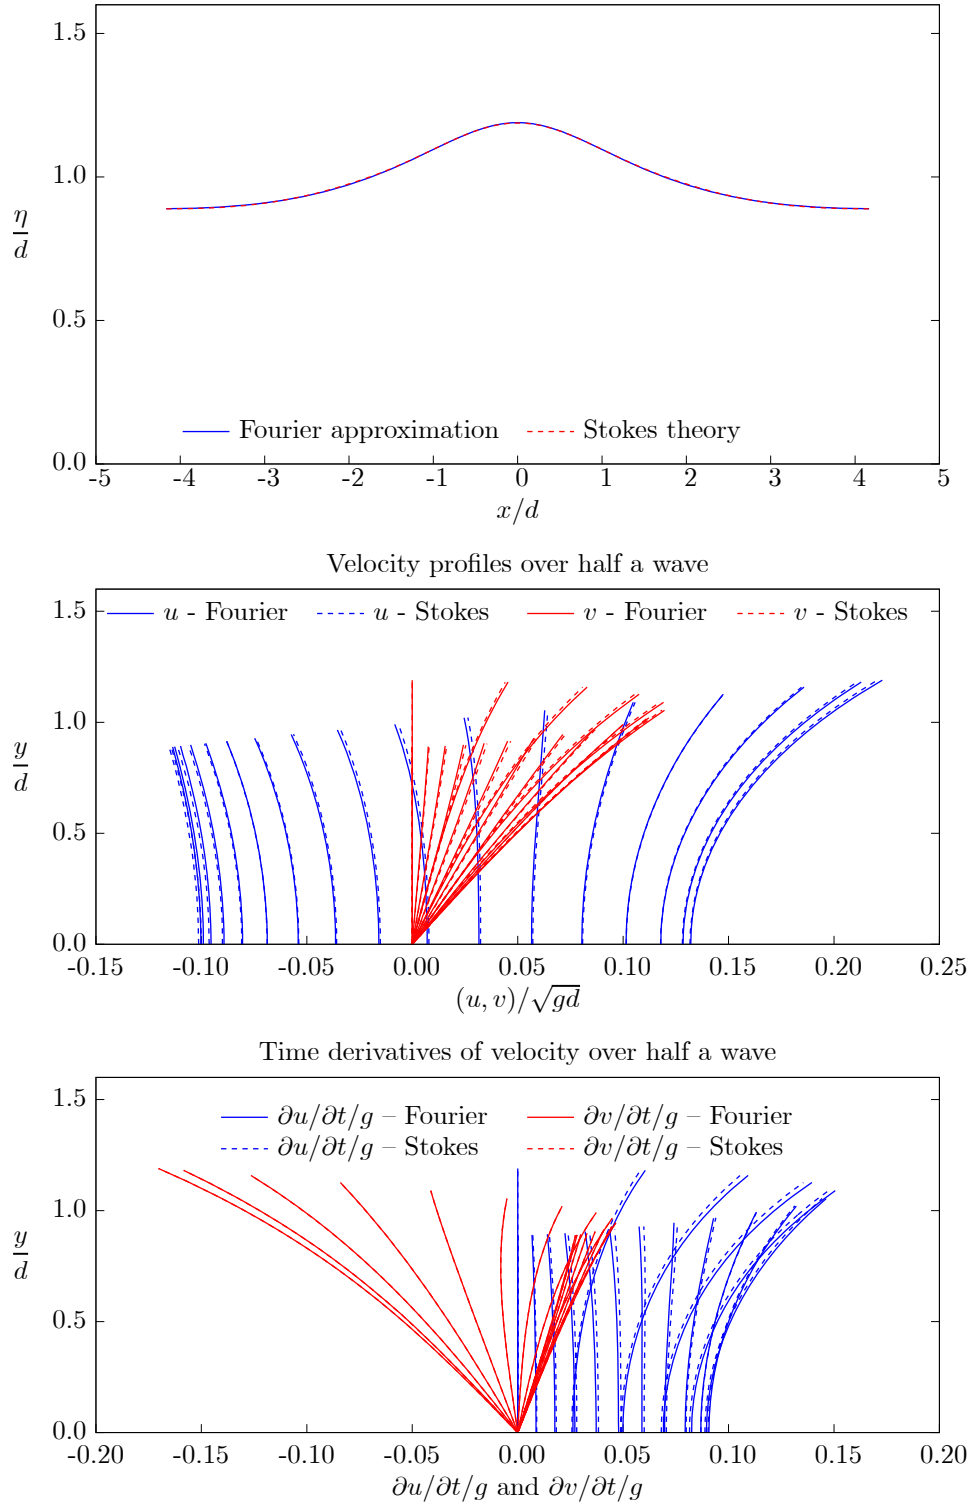 1.5
1.0
η/d
0.5
Fourier approximation Stokes theory
0.0
-5 -4 -3 -2 -1 0 1 2 3 4 5
x/d
Velocity profiles over half a wave
1.5
u - Fourier u - Stokes v - Fourier v - Stokes
1.0
y/d
0.5
0.0
-0.15 -0.10 -0.05 0.00 0.05 0.10 0.15 0.20 0.25
(u, v)/√gd
Time derivatives of velocity over half a wave
1.5
∂u/∂t/g – Fourier ∂v/∂t/g – Fourier
∂u/∂t/g – Stokes ∂v/∂t/g – Stokes
1.0
y/d
0.5
0.0
-0.20 -0.15 -0.10 -0.05 0.00 0.05 0.10 0.15 0.20
∂u/∂t/g and ∂v/∂t/g